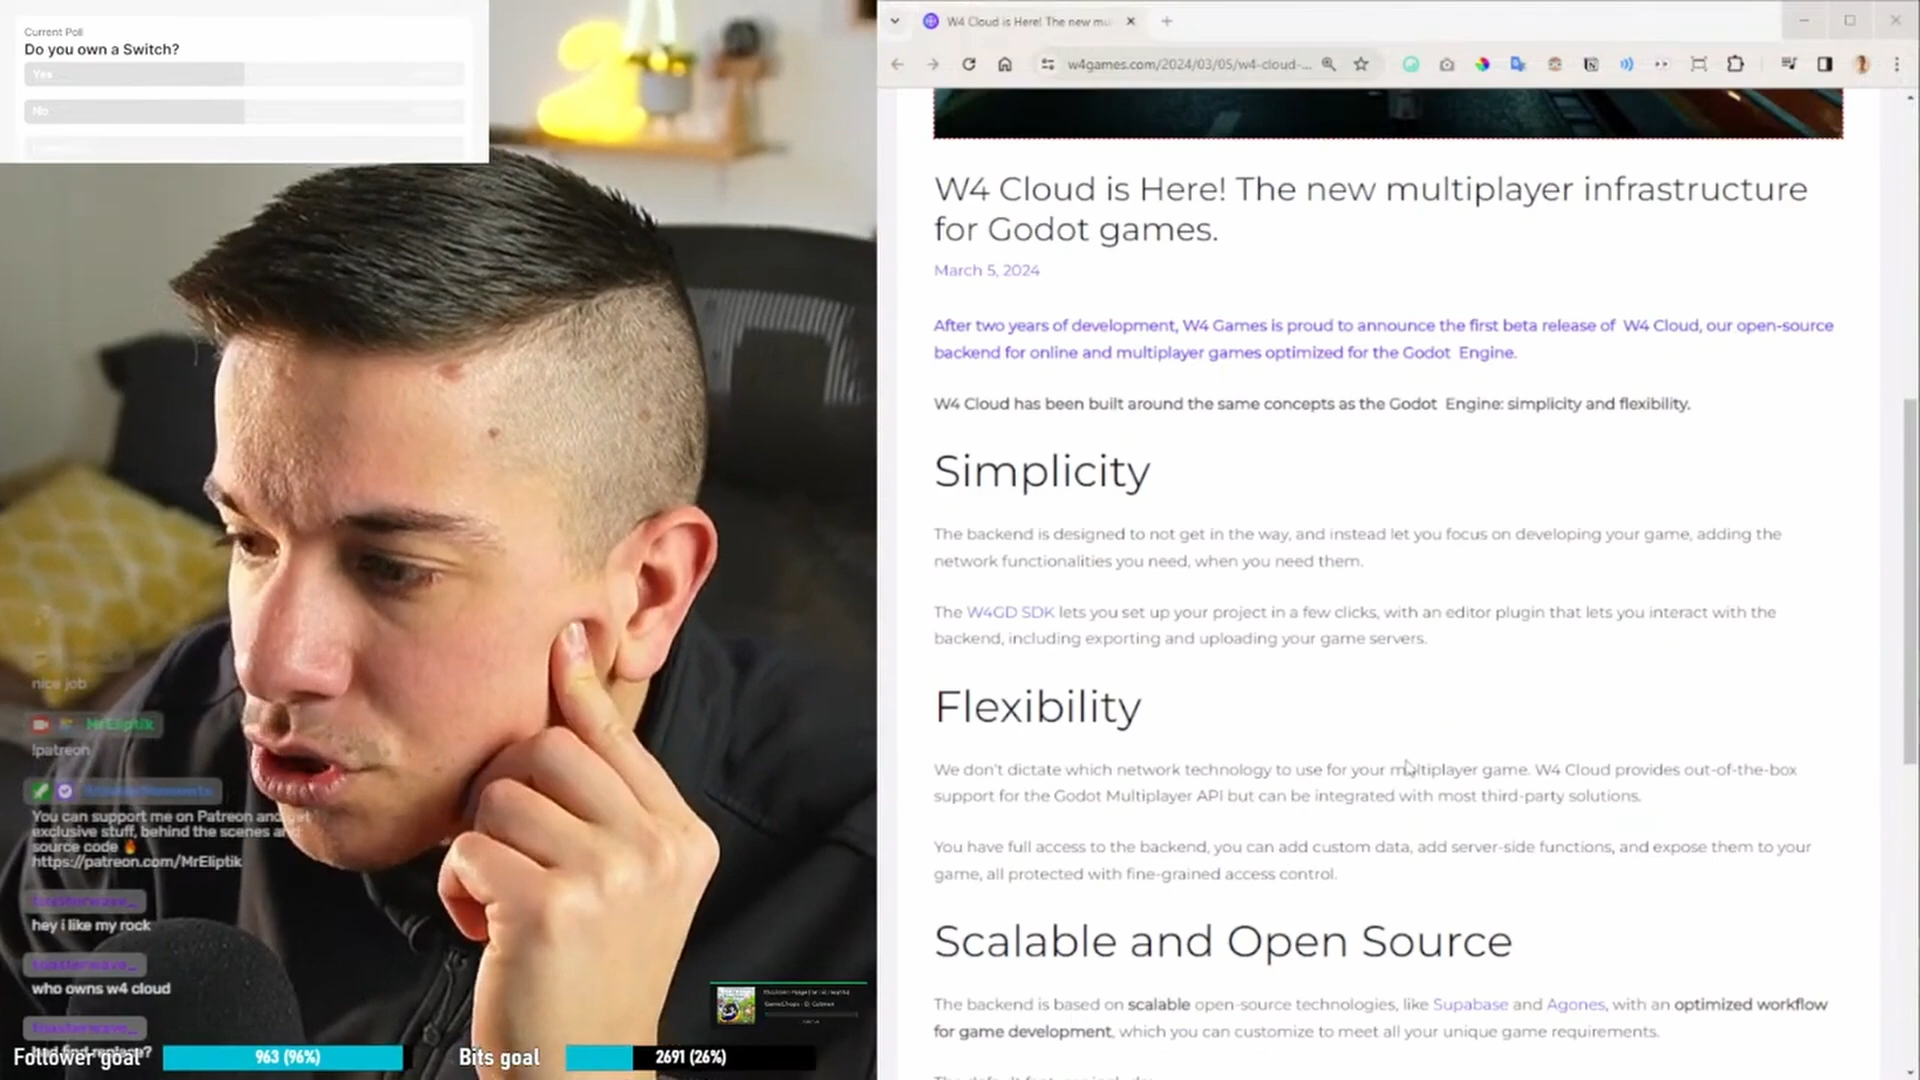 Current Poll
Do you own a Switch?
Yes
No
nice job
MrEliptik
!patreon
You can support me on Patreon and get
exclusive stuff, behind the scenes and
source code 🔥
https://patreon.com/MrEliptik
hey i like my rock
who owns w4 cloud
Follower goal
963 (96%)
Bits goal
2691 (26%)
W4 Cloud is Here! The new mu
w4games.com/2024/03/05/w4-cloud-...
W4 Cloud is Here! The new multiplayer infrastructure
for Godot games.
March 5, 2024
After two years of development, W4 Games is proud to announce the first beta release of W4 Cloud, our open-source
backend for online and multiplayer games optimized for the Godot Engine.
W4 Cloud has been built around the same concepts as the Godot Engine: simplicity and flexibility.
Simplicity
The backend is designed to not get in the way, and instead let you focus on developing your game, adding the
network functionalities you need, when you need them.
The W4GD SDK lets you set up your project in a few clicks, with an editor plugin that lets you interact with the
backend, including exporting and uploading your game servers.
Flexibility
We don't dictate which network technology to use for your multiplayer game. W4 Cloud provides out-of-the-box
support for the Godot Multiplayer API but can be integrated with most third-party solutions.
You have full access to the backend, you can add custom data, add server-side functions, and expose them to your
game, all protected with fine-grained access control.
Scalable and Open Source
The backend is based on scalable open-source technologies, like Supabase and Agones, with an optimized workflow
for game development, which you can customize to meet all your unique game requirements.